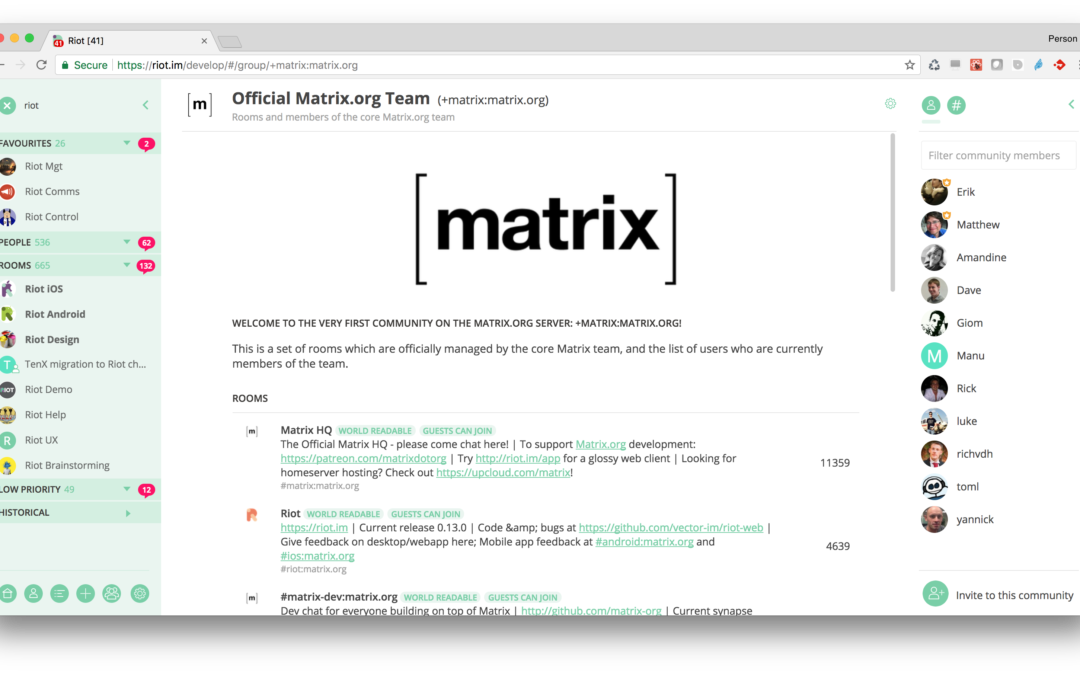 Riot [41]
Person
Secure
https://riot.im/develop/#/group/+matrix:matrix.org
riot
FAVOURITES 26
2
Riot Mgt
Riot Comms
Riot Control
PEOPLE 536
62
ROOMS 665
132
Riot iOS
Riot Android
Riot Design
TenX migration to Riot ch...
Riot Demo
Riot Help
Riot UX
Riot Brainstorming
LOW PRIORITY 49
12
HISTORICAL
[m]
Official Matrix.org Team (+matrix:matrix.org)
Rooms and members of the core Matrix.org team
[matrix]
WELCOME TO THE VERY FIRST COMMUNITY ON THE MATRIX.ORG SERVER: +MATRIX:MATRIX.ORG!
This is a set of rooms which are officially managed by the core Matrix team, and the list of users who are currently
members of the team.
ROOMS
[m]
Matrix HQ WORLD READABLE GUESTS CAN JOIN
The Official Matrix HQ - please come chat here! | To support Matrix.org development:
https://patreon.com/matrixdotorg | Try http://riot.im/app for a glossy web client | Looking for
homeserver hosting? Check out https://upcloud.com/matrix!
#matrix:matrix.org
11359
Riot WORLD READABLE GUESTS CAN JOIN
https://riot.im | Current release 0.13.0 | Code &amp; bugs at https://github.com/vector-im/riot-web |
Give feedback on desktop/webapp here; Mobile app feedback at #android:matrix.org and
#ios:matrix.org
#riot:matrix.org
4639
[m]
#matrix-dev:matrix.org WORLD READABLE GUESTS CAN JOIN
Dev chat for everyone building on top of Matrix | http://github.com/matrix-org | Current synapse
#
Filter community members
Erik
Matthew
Amandine
Dave
Giom
M
Manu
Rick
luke
richvdh
toml
yannick
Invite to this community